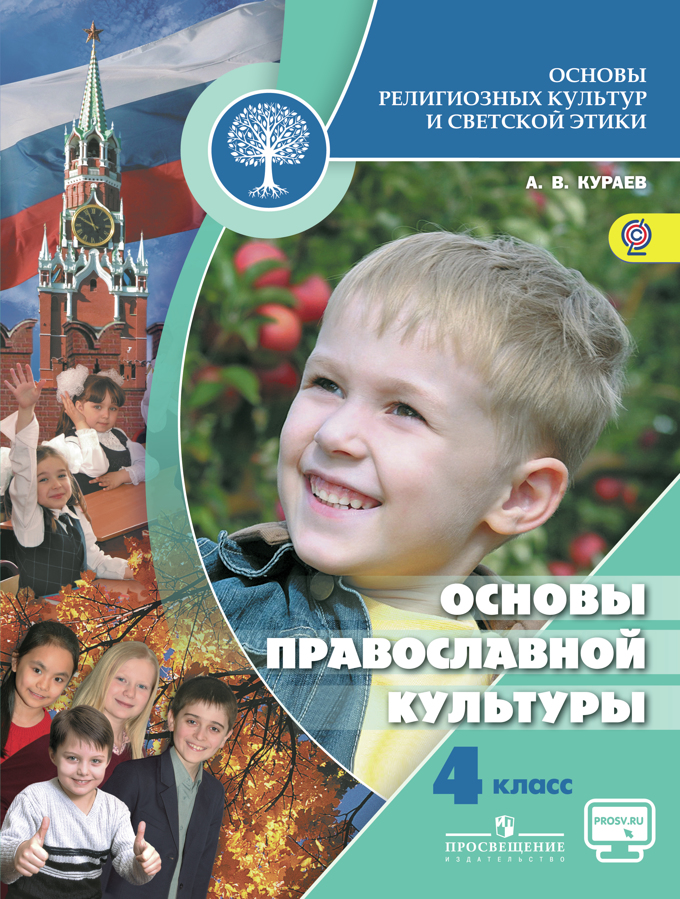 ОСНОВЫ
РЕЛИГИОЗНЫХ КУЛЬТУР
И СВЕТСКОЙ ЭТИКИ
А. В. КУРАЕВ
ОСНОВЫ
ПРАВОСЛАВНОЙ
КУЛЬТУРЫ
4 класс
ПРОСВЕЩЕНИЕ
ИЗДАТЕЛЬСТВО
PROSV.RU